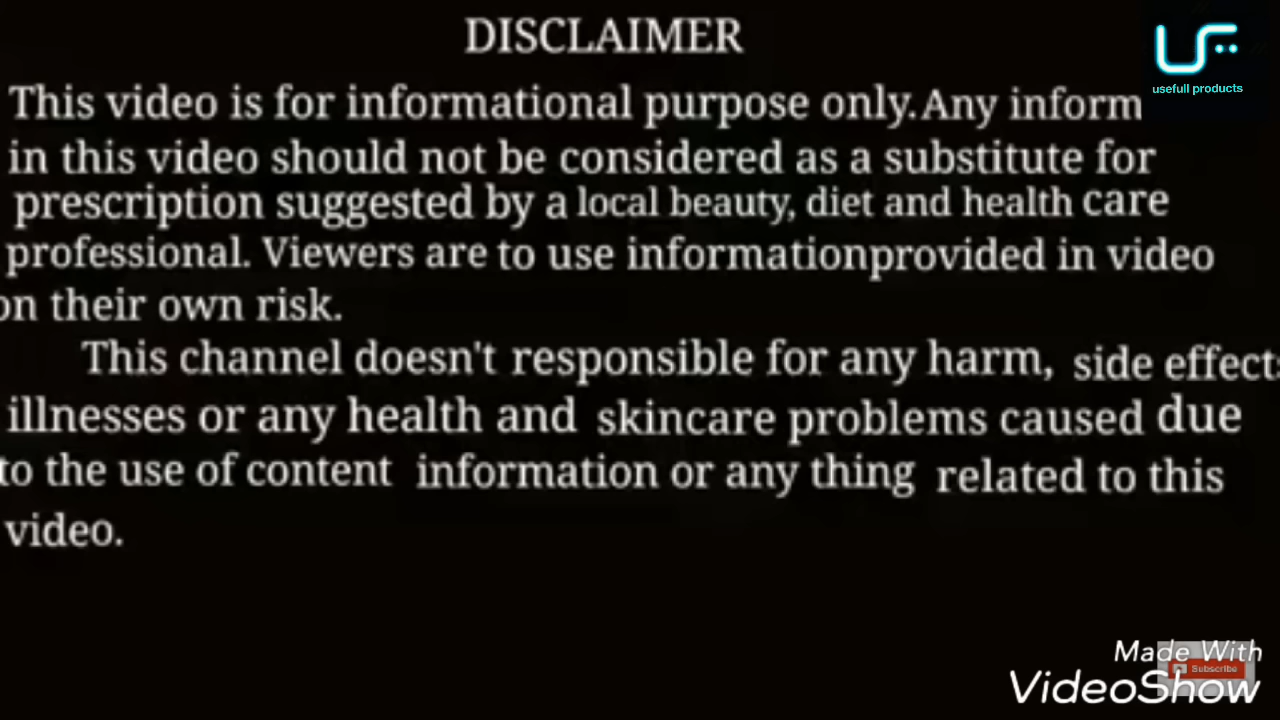 DISCLAIMER
usefull products
This video is for informational purpose only.Any inform
in this video should not be considered as a substitute for
prescription suggested by a local beauty, diet and health care
professional. Viewers are to use informationprovided in video
on their own risk.
This channel doesn't responsible for any harm, side effect
illnesses or any health and skincare problems caused due
to the use of content information or any thing related to this
video.
Made With
Subscribe
VideoShow